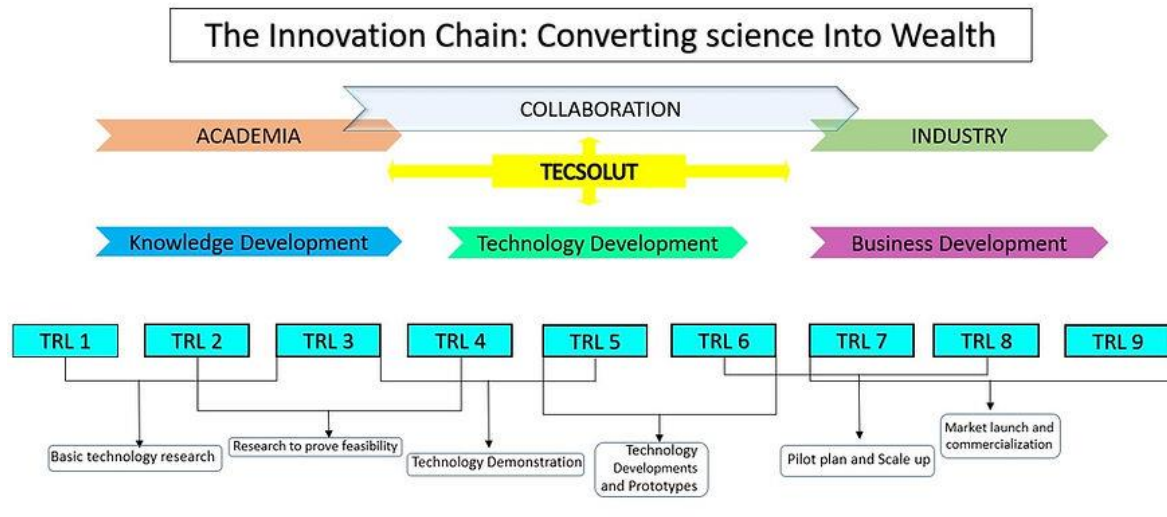 The Innovation Chain: Converting science Into Wealth
COLLABORATION
ACADEMIA
INDUSTRY
TECSOLUT
Knowledge Development
Technology Development
Business Development
TRL 1
TRL 2
TRL 3
TRL 4
TRL 5
TRL 6
TRL 7
TRL 8
TRL 9
Basic technology research
Research to prove feasibility
Technology Demonstration
Technology
Developments
and Prototypes
Pilot plan and Scale up
Market launch and
commercialization